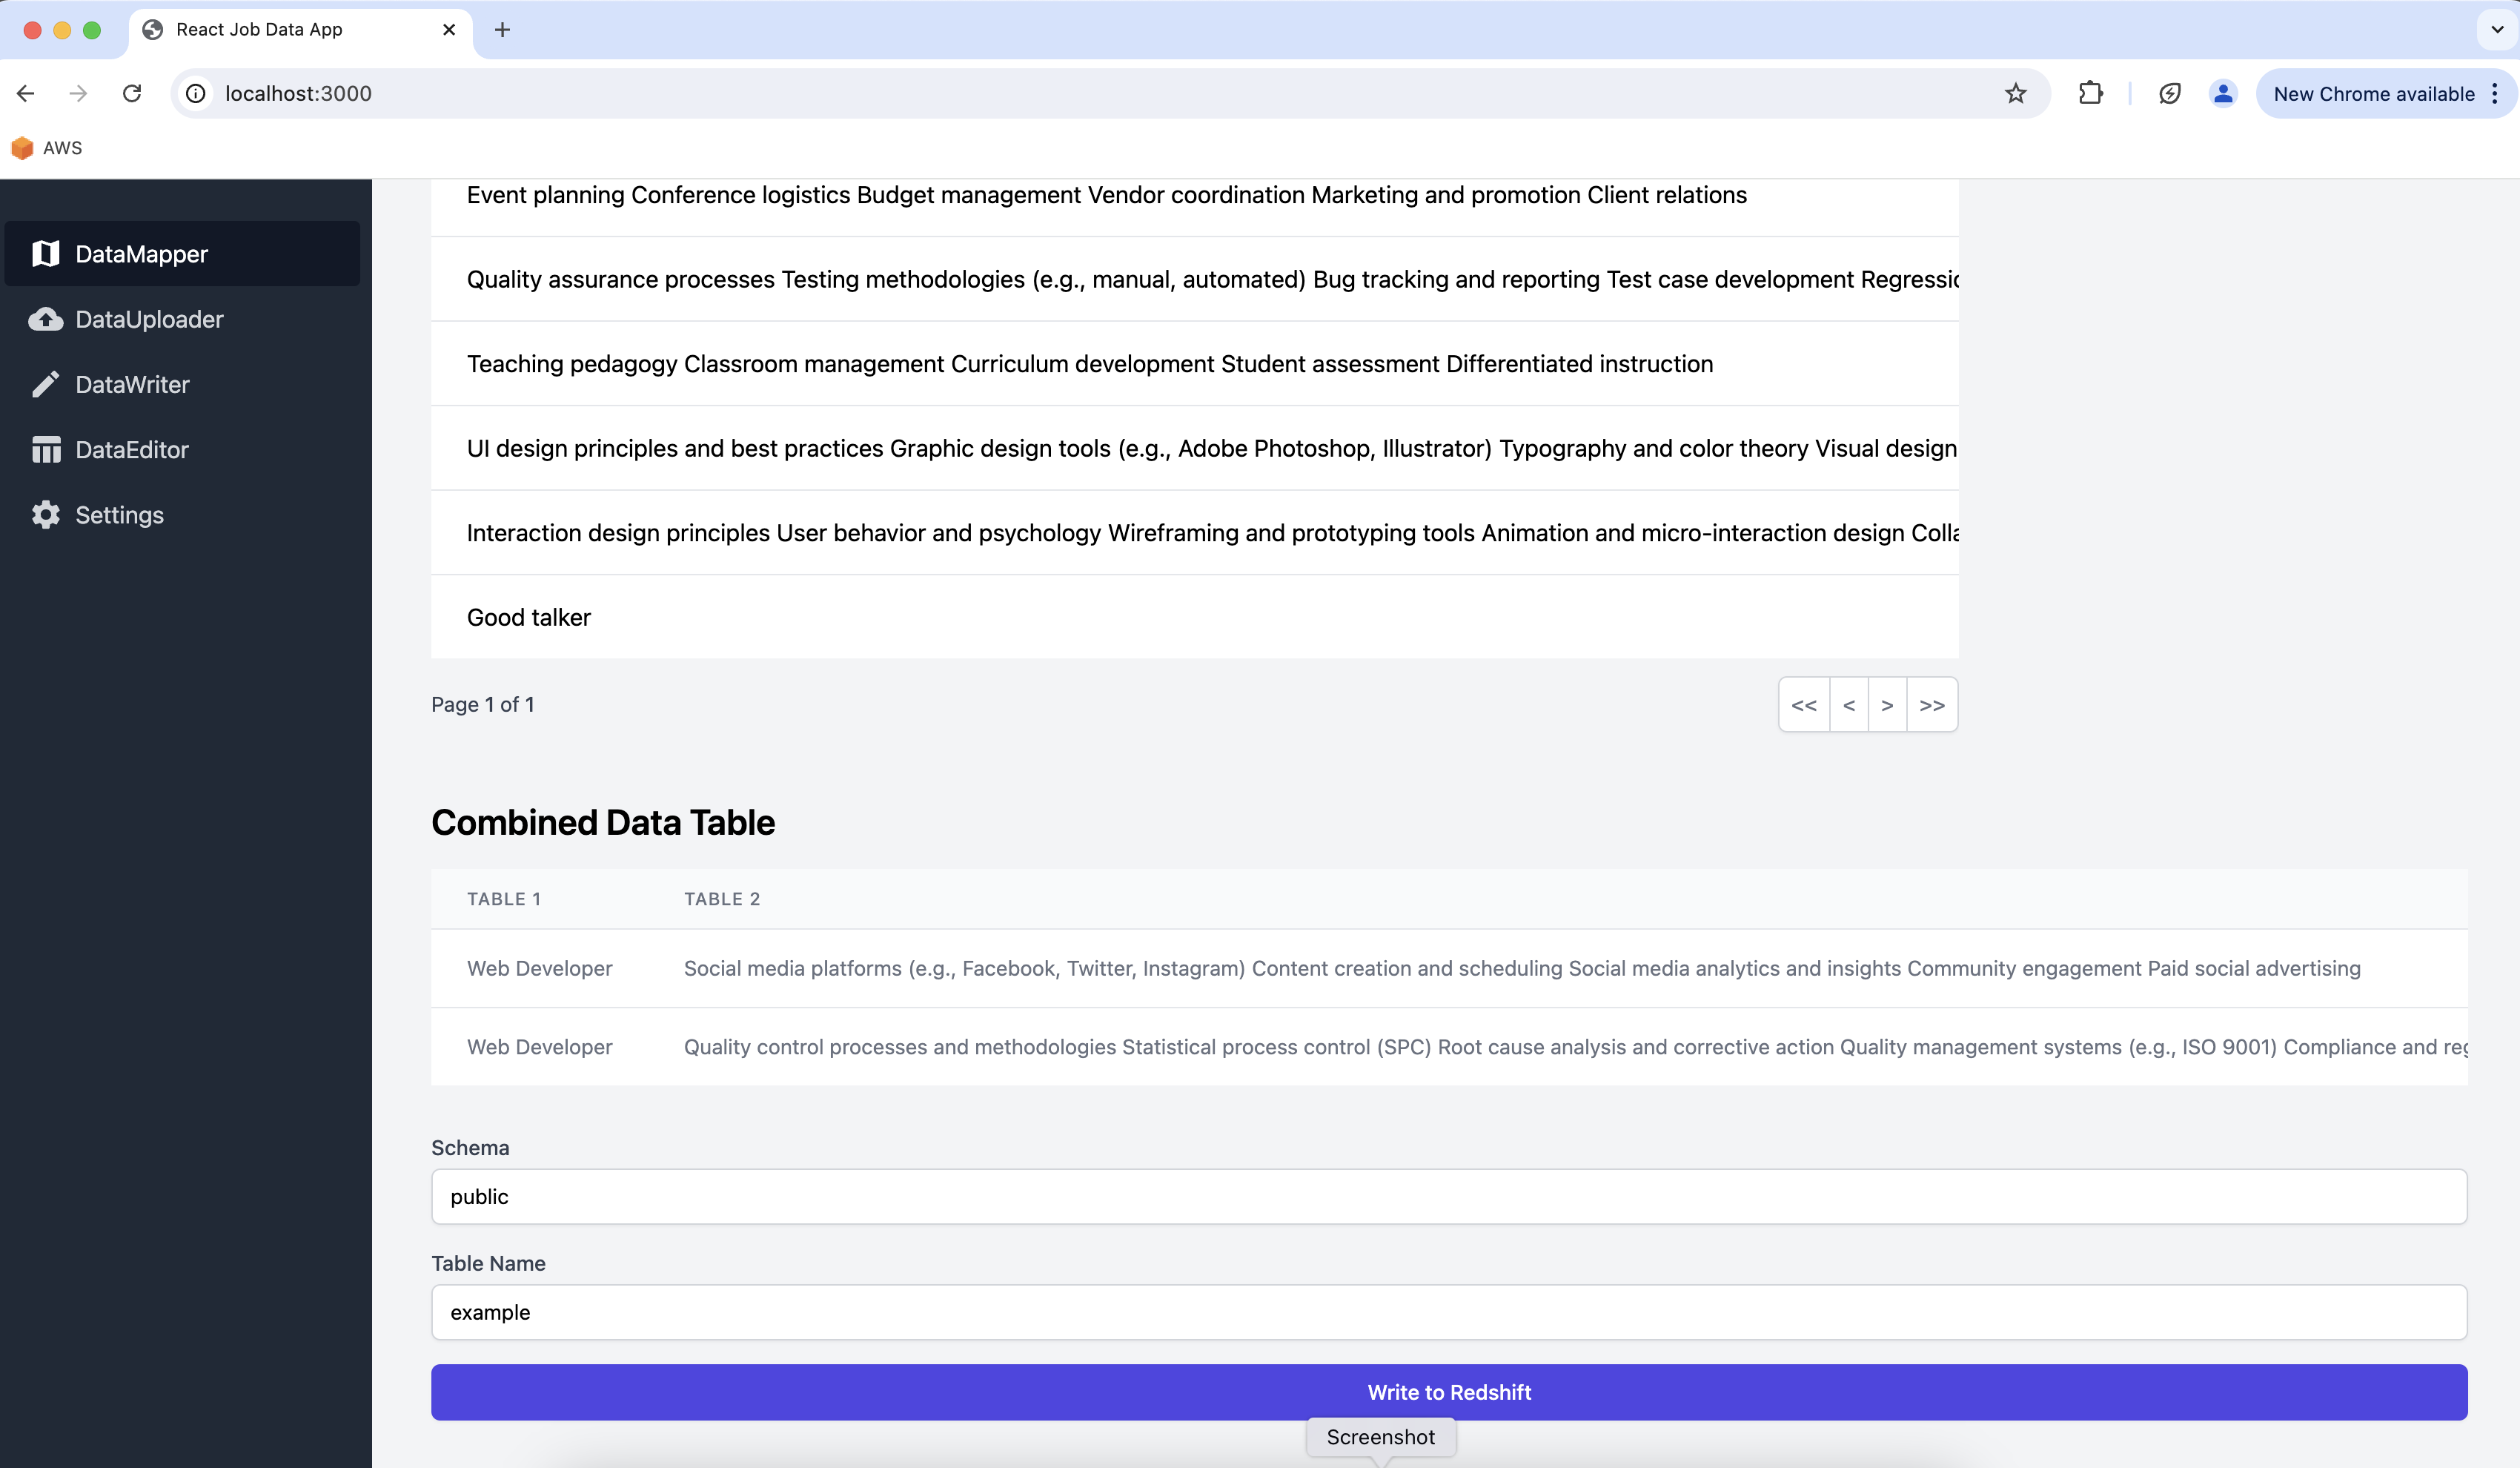 React Job Data App
localhost:3000
New Chrome available
AWS
DataMapper
DataUploader
DataWriter
DataEditor
Settings
Event planning Conference logistics Budget management Vendor coordination Marketing and promotion Client relations
Quality assurance processes Testing methodologies (e.g., manual, automated) Bug tracking and reporting Test case development
Teaching pedagogy Classroom management Curriculum development Student assessment Differentiated instruction
UI design principles and best practices Graphic design tools (e.g., Adobe Photoshop, Illustrator) Typography and color theory Visual design
Interaction design principles User behavior and psychology Wireframing and prototyping tools Animation and micro-interaction design
Good talker
Page 1 of 1
<< < > >>
Combined Data Table
TABLE 1 TABLE 2
Web Developer Social media platforms (e.g., Facebook, Twitter, Instagram) Content creation and scheduling Social media analytics and insights Community engagement Paid social advertising
Web Developer Quality control processes and methodologies Statistical process control (SPC) Root cause analysis and corrective action Quality management systems (e.g., ISO 9001) Compliance and
Schema
public
Table Name
example
Write to Redshift
Screenshot